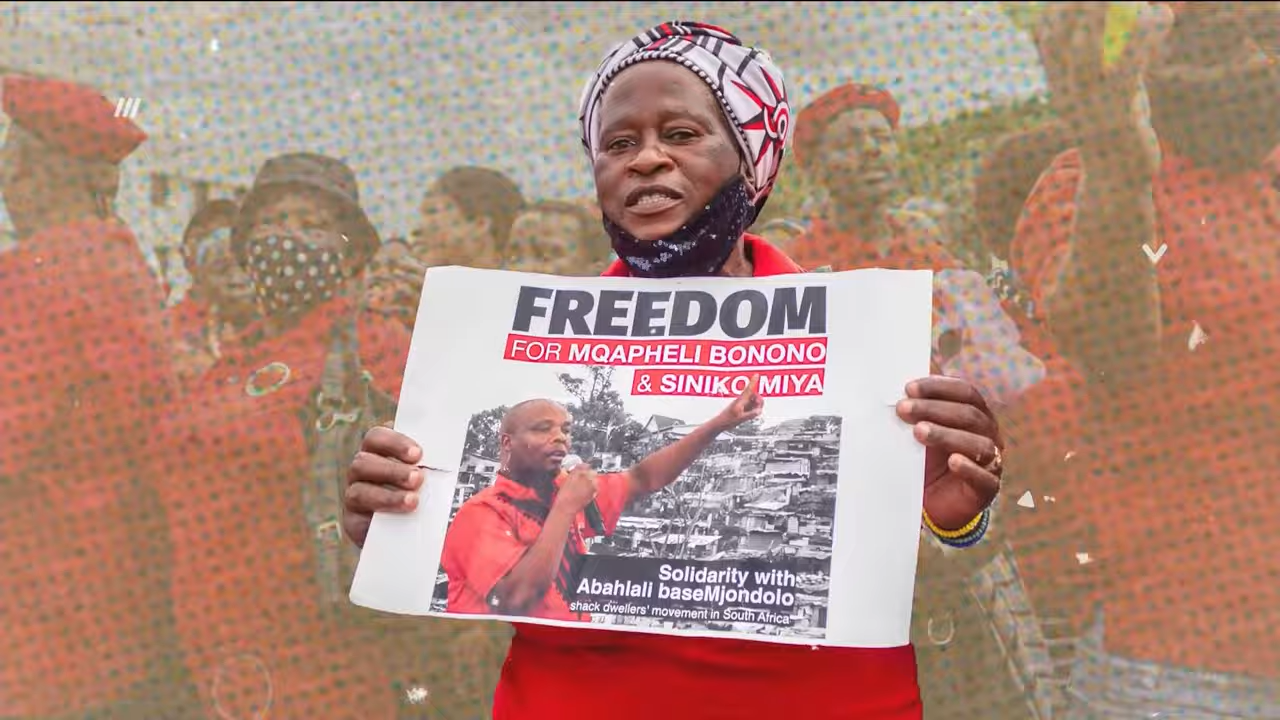 FREEDOM
FOR MQAPHELI BONONO
& SINIKO MIYA
Solidarity with
Abahlali baseMjondolo
shack dwellers' movement in South Africa